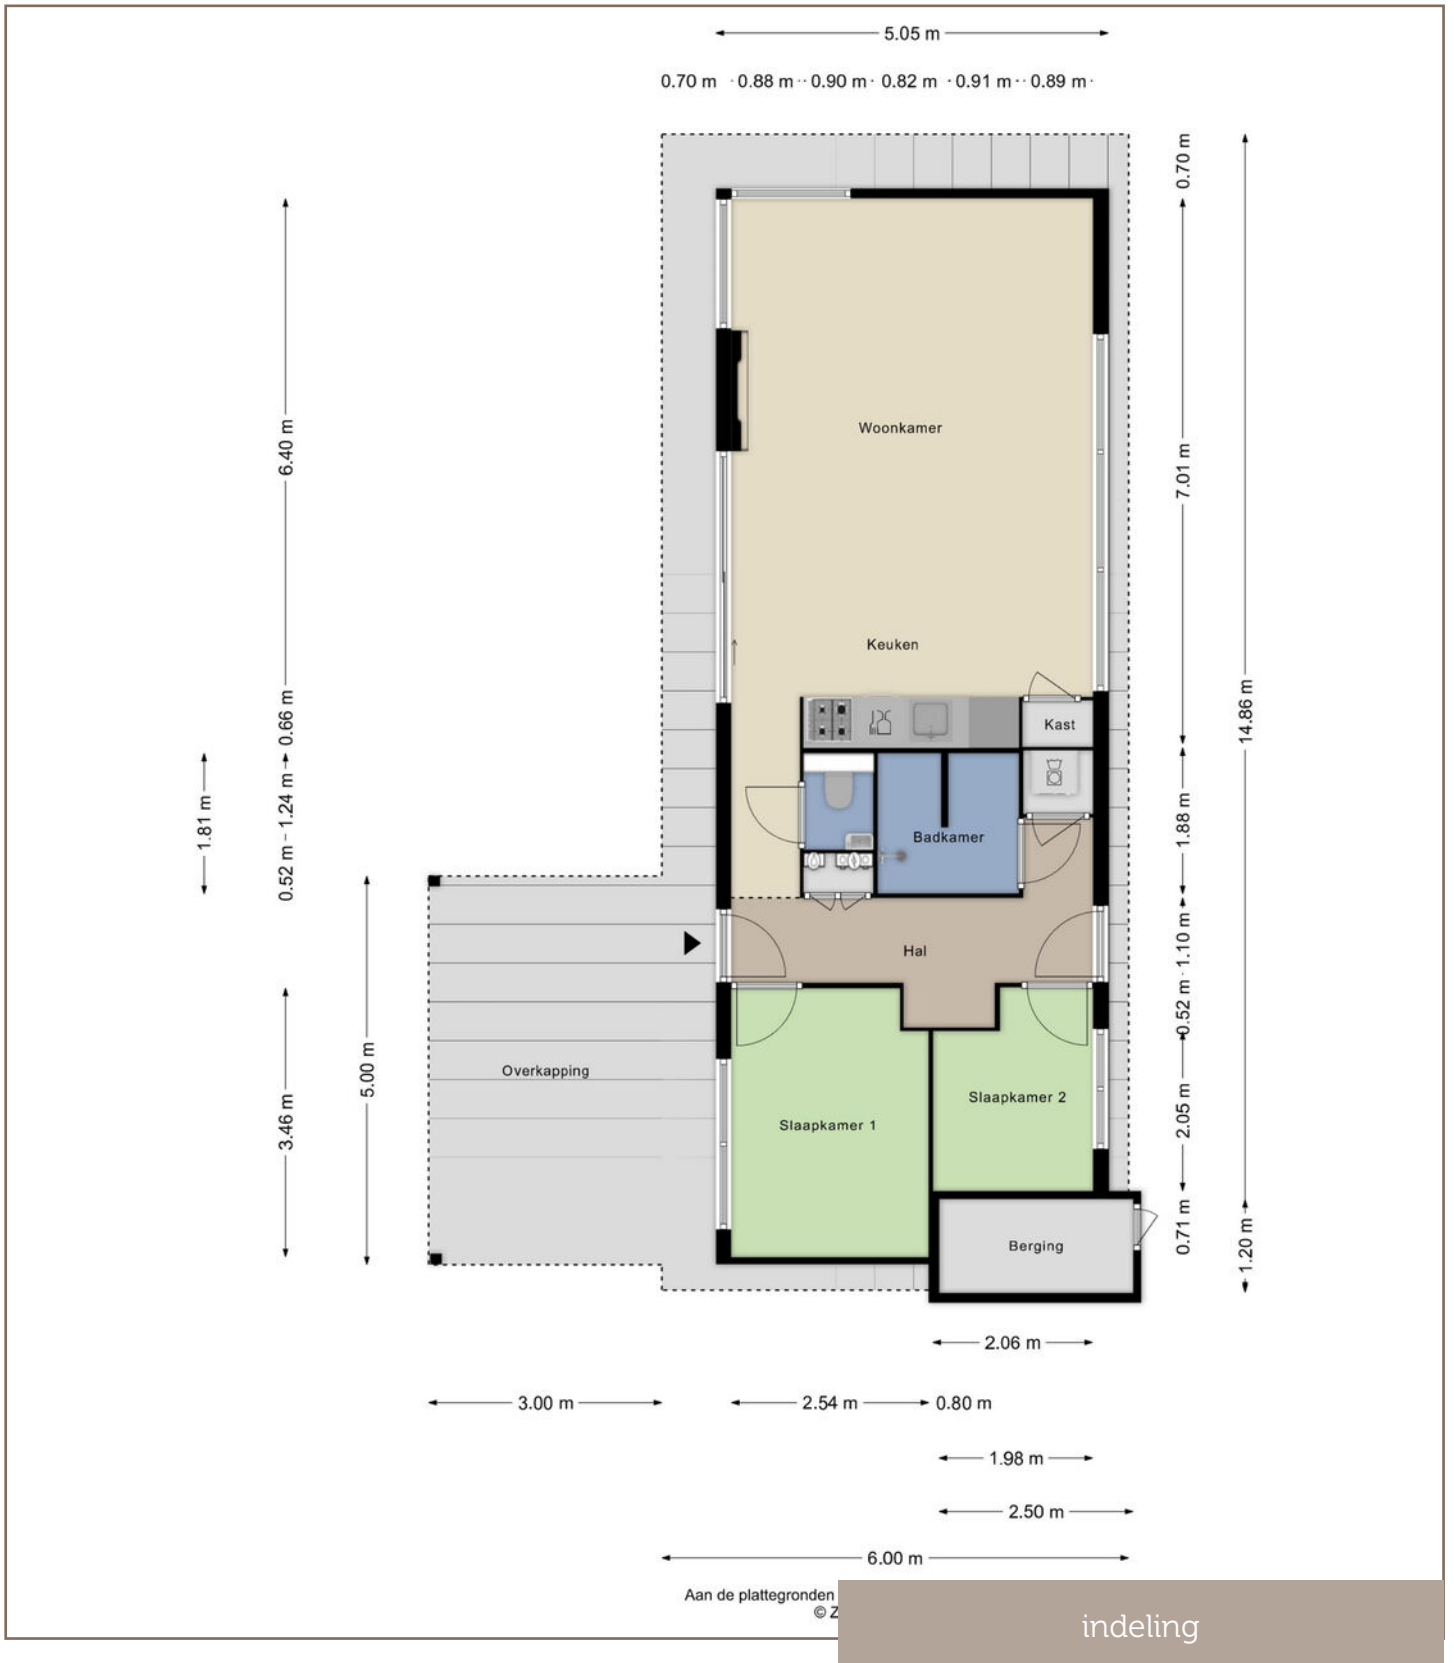 5.05 m
0.70 m 0.88 m 0.90 m 0.82 m 0.91 m 0.89 m
0.70 m
14.86 m
6.40 m
Woonkamer
7.01 m
Keuken
0.66 m
Kast
1.81 m
1.24 m
0.52 m
1.88 m
Badkamer
Hal
1.10 m
0.52 m
5.00 m
3.46 m
Overkapping
Slaapkamer 1
Slaapkamer 2
2.05 m
0.71 m
1.20 m
Berging
2.06 m
3.00 m 2.54 m 0.80 m
1.98 m
2.50 m
6.00 m
Aan de plattegronden
© Z
indeling